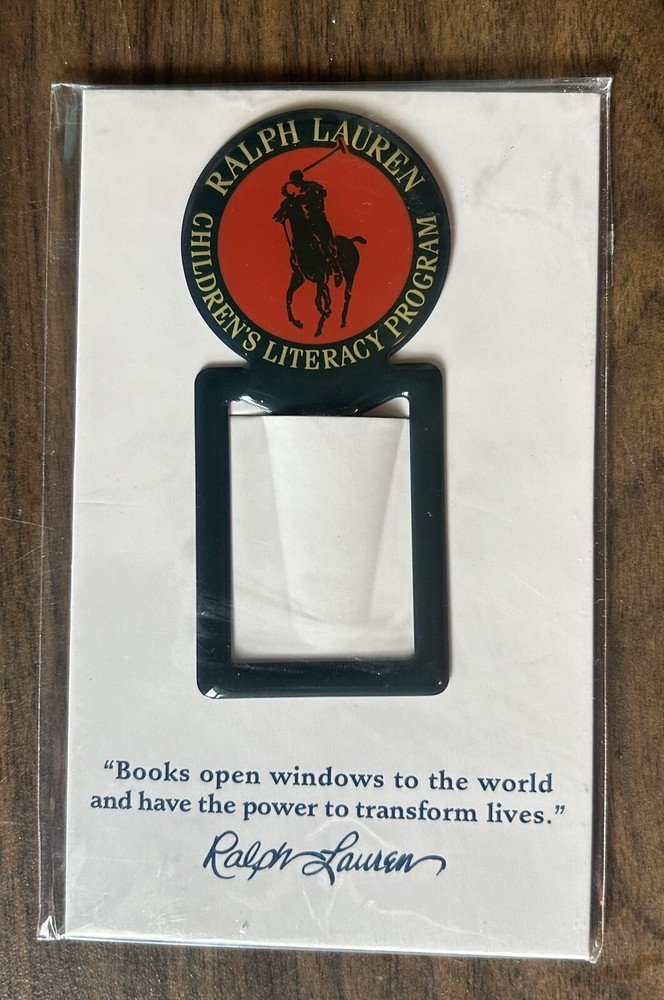 RALPH LAUREN
CHILDREN'S LITERACY PROGRAM
“Books open windows to the world
and have the power to transform lives.”
Ralph Lauren